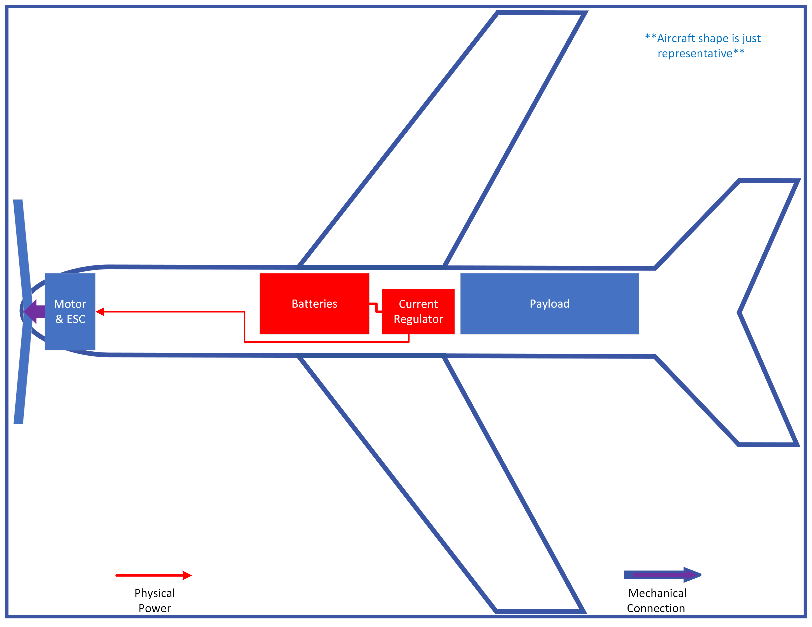 **Aircraft shape is just
representative**
Motor
& ESC
Batteries
Current
Regulator
Payload
Physical
Power
Mechanical
Connection